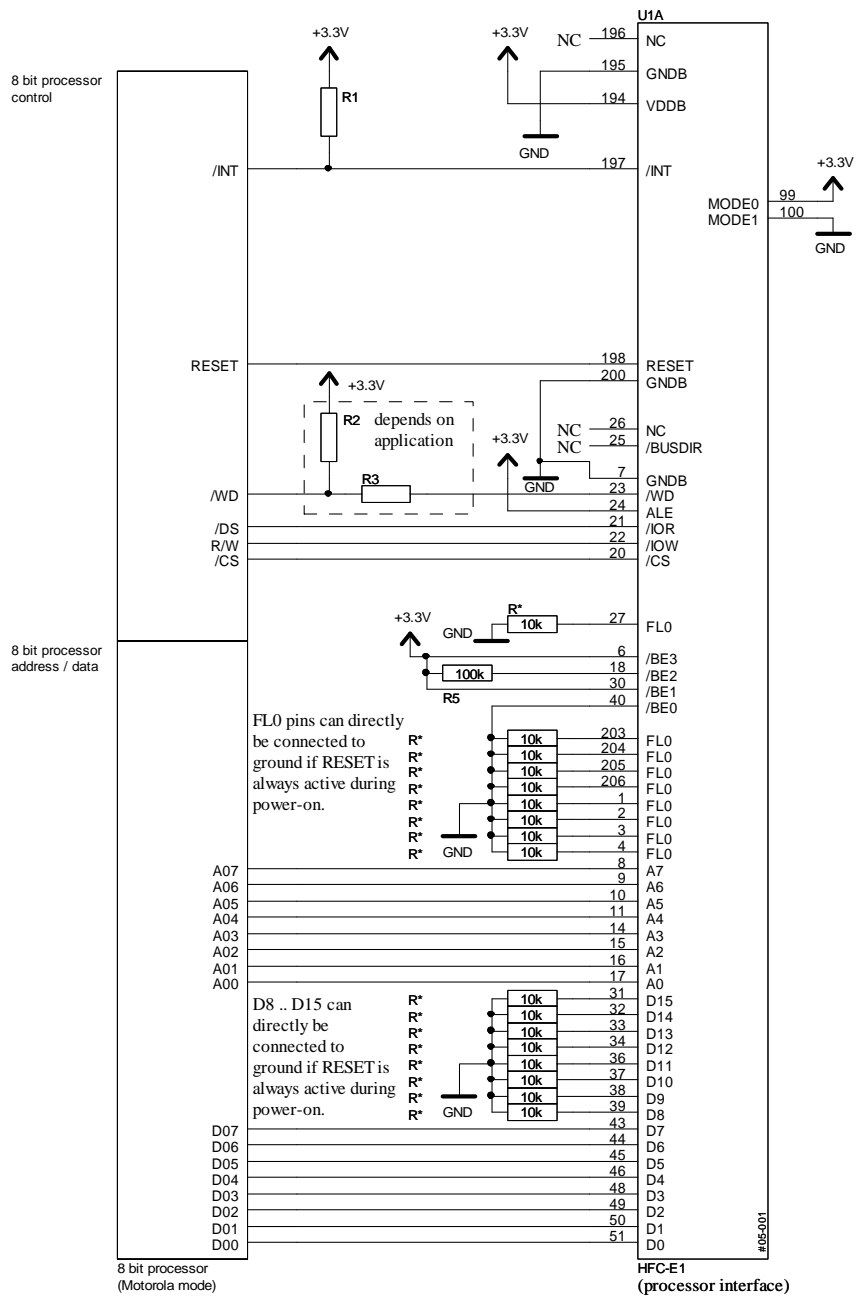 U1A
+3.3V
+3.3V
NC 196 NC
195 GNDB
194 VDDB
8 bit processor
control
R1
GND
/INT 197 /INT
+3.3V
MODE0 99
MODE1 100
GND
RESET 198 RESET
200 GNDB
+3.3V
R2 depends on
application
NC 26 NC
NC 25 /BUSDIR
+3.3V
7 GNDB
GND
R3
/WD 23 /WD
24 ALE
/DS 21 /IOR
R/W 22 /IOW
/CS 20 /CS
R*
+3.3V GND 10k 27 FL0
8 bit processor
address / data
6 /BE3
100k 18 /BE2
R5 30 /BE1
40 /BE0
FL0 pins can directly
be connected to
ground if RESET is
always active during
power-on.
R* 10k 203 FL0
R* 10k 204 FL0
R* 10k 205 FL0
R* 10k 206 FL0
R* 10k 1 FL0
R* 10k 2 FL0
R* 10k 3 FL0
R* GND 10k 4 FL0
A07 8 A7
A06 9 A6
A05 10 A5
A04 11 A4
A03 14 A3
A02 15 A2
A01 16 A1
A00 17 A0
D8 .. D15 can
directly be
connected to
ground if RESET is
always active during
power-on.
R* 10k 31 D15
R* 10k 32 D14
R* 10k 33 D13
R* 10k 34 D12
R* 10k 36 D11
R* 10k 37 D10
R* 10k 38 D9
R* GND 10k 39 D8
D07 43 D7
D06 44 D6
D05 45 D5
D04 46 D4
D03 48 D3
D02 49 D2
D01 50 D1
D00 51 D0
#05-001
8 bit processor
(Motorola mode)
HFC-E1
(processor interface)